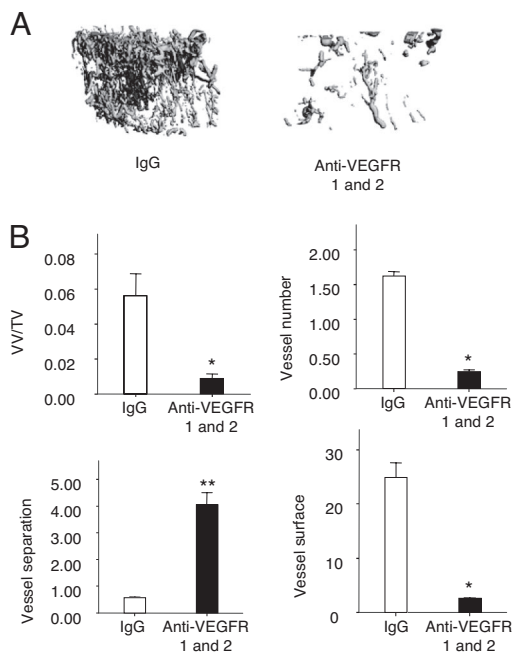 A
IgG
Anti-VEGFR
1 and 2
B
VV/TV
0.08
0.06
0.04
0.02
0.00
*
IgG
Anti-VEGFR
1 and 2
Vessel number
2.00
1.50
1.00
0.50
0.00
*
IgG
Anti-VEGFR
1 and 2
Vessel separation
5.00
4.00
3.00
2.00
1.00
0.00
**
IgG
Anti-VEGFR
1 and 2
Vessel surface
30
20
10
0
*
IgG
Anti-VEGFR
1 and 2